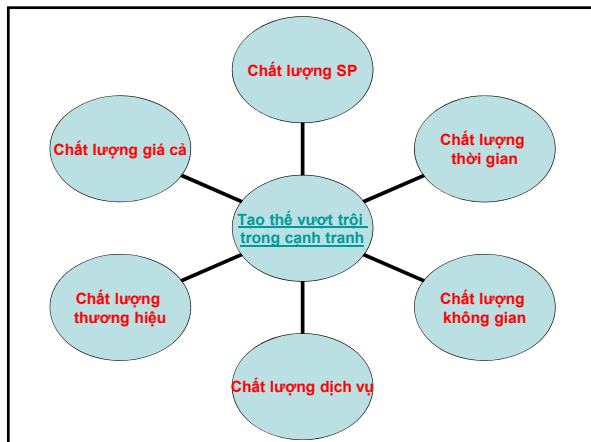 Chất lượng SP
Chất lượng giá cả
Chất lượng
thời gian
Tao thế vượt trội
trong cạnh tranh
Chất lượng
thương hiệu
Chất lượng
không gian
Chất lượng dịch vụ